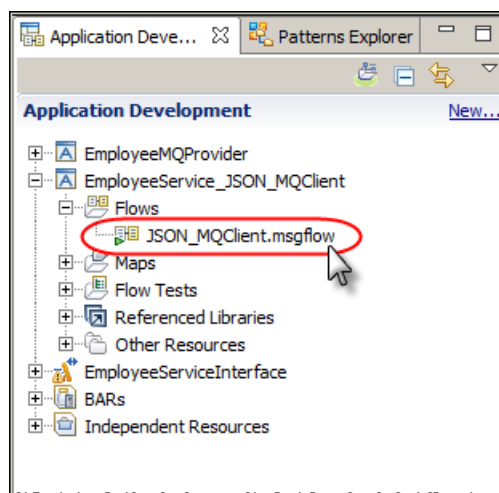 Application Deve... Patterns Explorer
Application Development New...
EmployeeMQProvider
EmployeeService_JSON_MQClient
Flows
JSON_MQClient.msgflow
Maps
Flow Tests
Referenced Libraries
Other Resources
EmployeeServiceInterface
BARs
Independent Resources